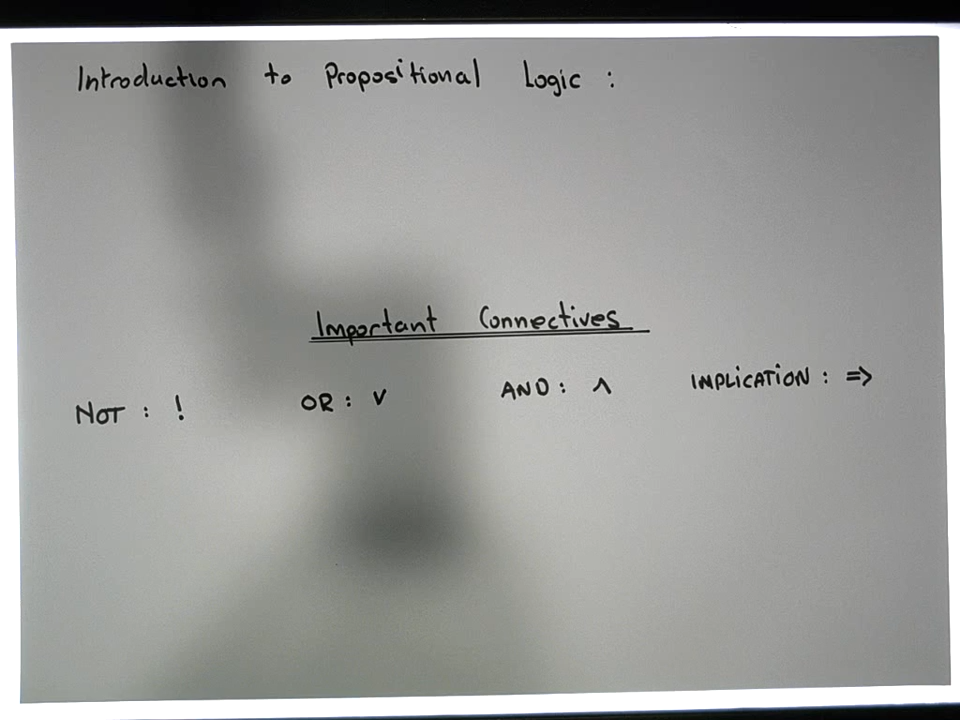 Introduction to Propositional Logic :
Important Connectives
NOT : ! OR : ∨ AND : ∧ IMPLICATION : =>